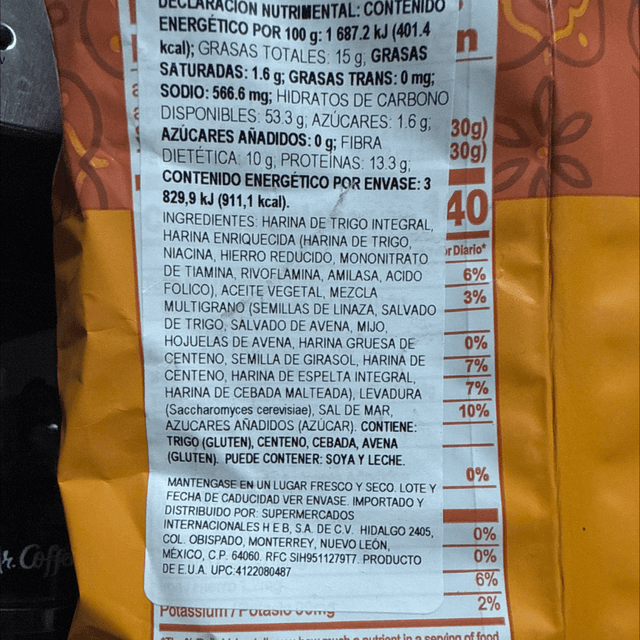 DECLARACIÓN NUTRIMENTAL: CONTENIDO
ENERGÉTICO POR 100 g: 1 687.2 kJ (401.4
kcal); GRASAS TOTALES: 15 g; GRASAS
SATURADAS: 1.6 g; GRASAS TRANS: 0 mg;
SODIO: 566.6 mg; HIDRATOS DE CARBONO
DISPONIBLES: 53.3 g; AZÚCARES: 1.6 g;
AZÚCARES AÑADIDOS: 0 g; FIBRA
DIETÉTICA: 10 g; PROTEÍNAS: 13.3 g;
CONTENIDO ENERGÉTICO POR ENVASE: 3
829,9 kJ (911,1 kcal).
INGREDIENTES: HARINA DE TRIGO INTEGRAL,
HARINA ENRIQUECIDA (HARINA DE TRIGO,
NIACINA, HIERRO REDUCIDO, MONONITRATO
DE TIAMINA, RIVOFLAMINA, AMILASA, ACIDO
FOLICO), ACEITE VEGETAL, MEZCLA
MULTIGRANO (SEMILLAS DE LINAZA, SALVADO
DE TRIGO, SALVADO DE AVENA, MIJO,
HOJUELAS DE AVENA, HARINA GRUESA DE
CENTENO, SEMILLA DE GIRASOL, HARINA DE
CENTENO, HARINA DE ESPELTA INTEGRAL,
HARINA DE CEBADA MALTEADA), LEVADURA
(Saccharomyces cerevisiae), SAL DE MAR,
AZUCARES AÑADIDOS (AZÚCAR). CONTIENE:
TRIGO (GLUTEN), CENTENO, CEBADA, AVENA
(GLUTEN). PUEDE CONTENER: SOYA Y LECHE.
MANTENGASE EN UN LUGAR FRESCO Y SECO. LOTE Y
FECHA DE CADUCIDAD VER ENVASE. IMPORTADO Y
DISTRIBUIDO POR: SUPERMERCADOS
INTERNACIONALES H E B, S.A. DE C.V. HIDALGO 2405,
COL. OBISPADO, MONTERREY, NUEVO LEÓN,
MÉXICO, C.P. 64060. RFC SIH9511279T7. PRODUCTO
DE E.U.A. UPC:4122080487
n
30g)
30g)
40
r Diario*
6%
3%
0%
7%
7%
10%
0%
0%
0%
6%
2%
Potassium / Potasio
a nutrient in a serving of food
r. Coffe